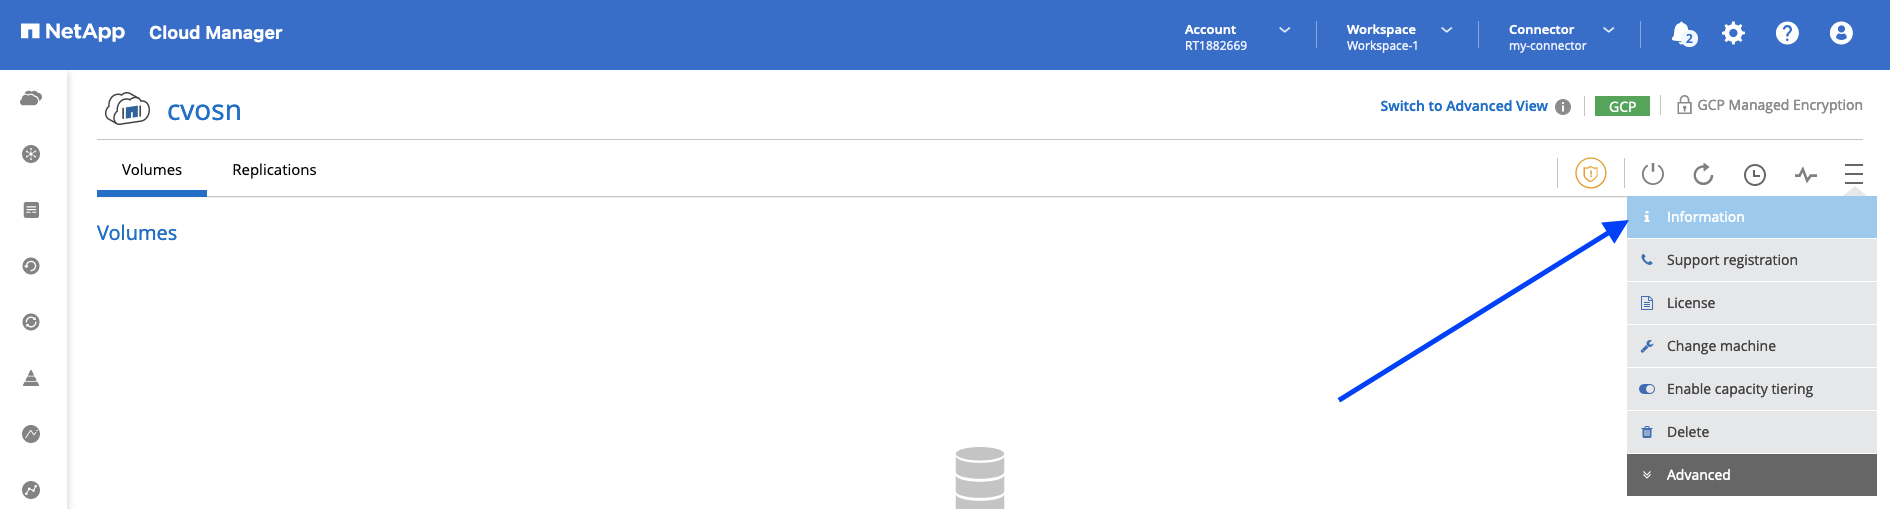 NetApp Cloud Manager
Account
RT1882669
Workspace
Workspace-1
Connector
my-connector
2
cvosn
Switch to Advanced View
GCP
GCP Managed Encryption
Volumes
Replications
Volumes
Information
Support registration
License
Change machine
Enable capacity tiering
Delete
Advanced